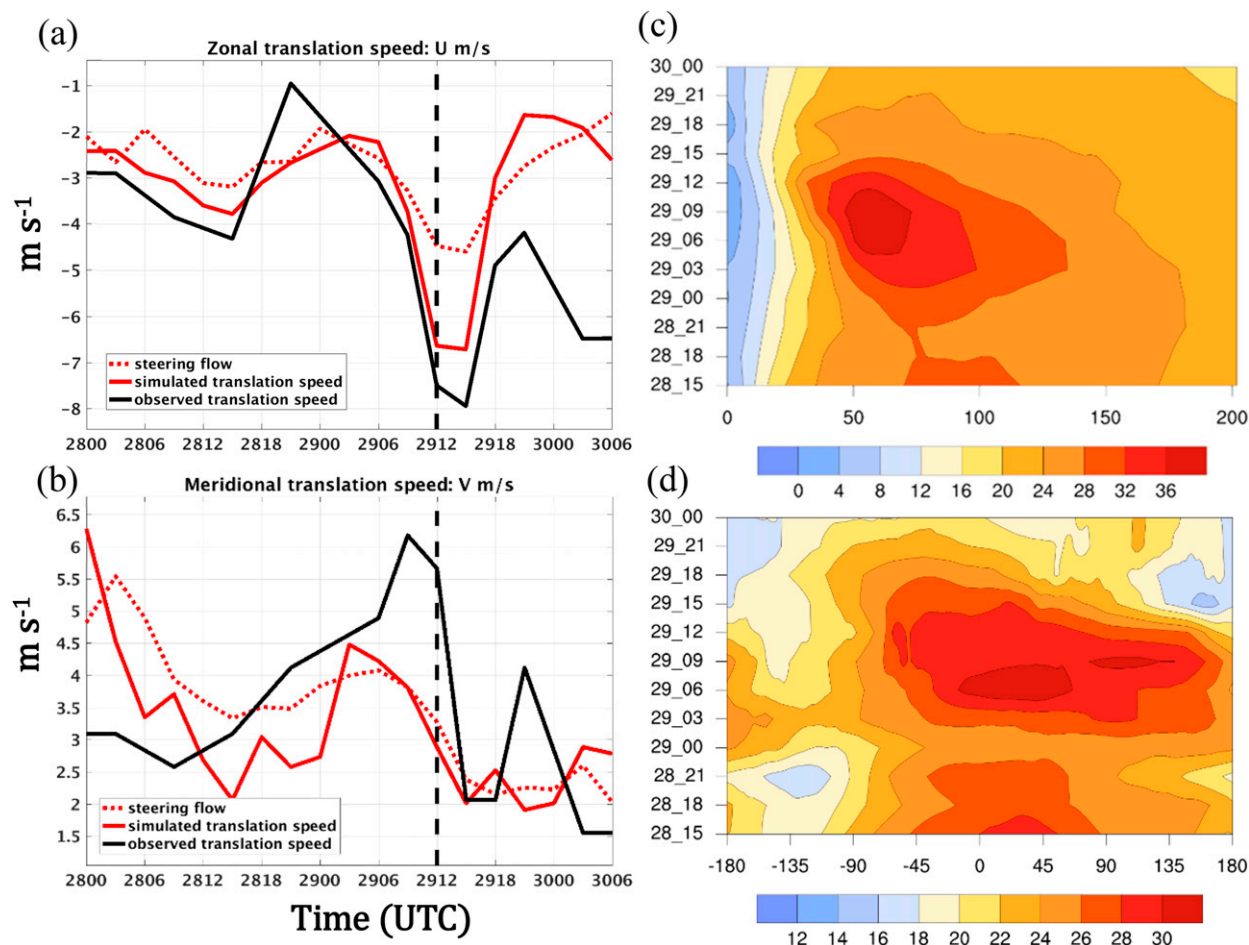 (a)
Zonal translation speed: U m/s
-1
-2
-3
-4
-5
-6
-7
-8
m s-1
steering flow
simulated translation speed
observed translation speed
2800 2806 2812 2818 2900 2906 2912 2918 3000 3006
(b)
Meridional translation speed: V m/s
6.5
6
5.5
5
4.5
4
3.5
3
2.5
2
1.5
m s-1
steering flow
simulated translation speed
observed translation speed
2800 2806 2812 2818 2900 2906 2912 2918 3000 3006
Time (UTC)
(c)
30_00
29_21
29_18
29_15
29_12
29_09
29_06
29_03
29_00
28_21
28_18
28_15
0 50 100 150 200
0 4 8 12 16 20 24 28 32 36
(d)
30_00
29_21
29_18
29_15
29_12
29_09
29_06
29_03
29_00
28_21
28_18
28_15
-180 -135 -90 -45 0 45 90 135 180
12 14 16 18 20 22 24 26 28 30